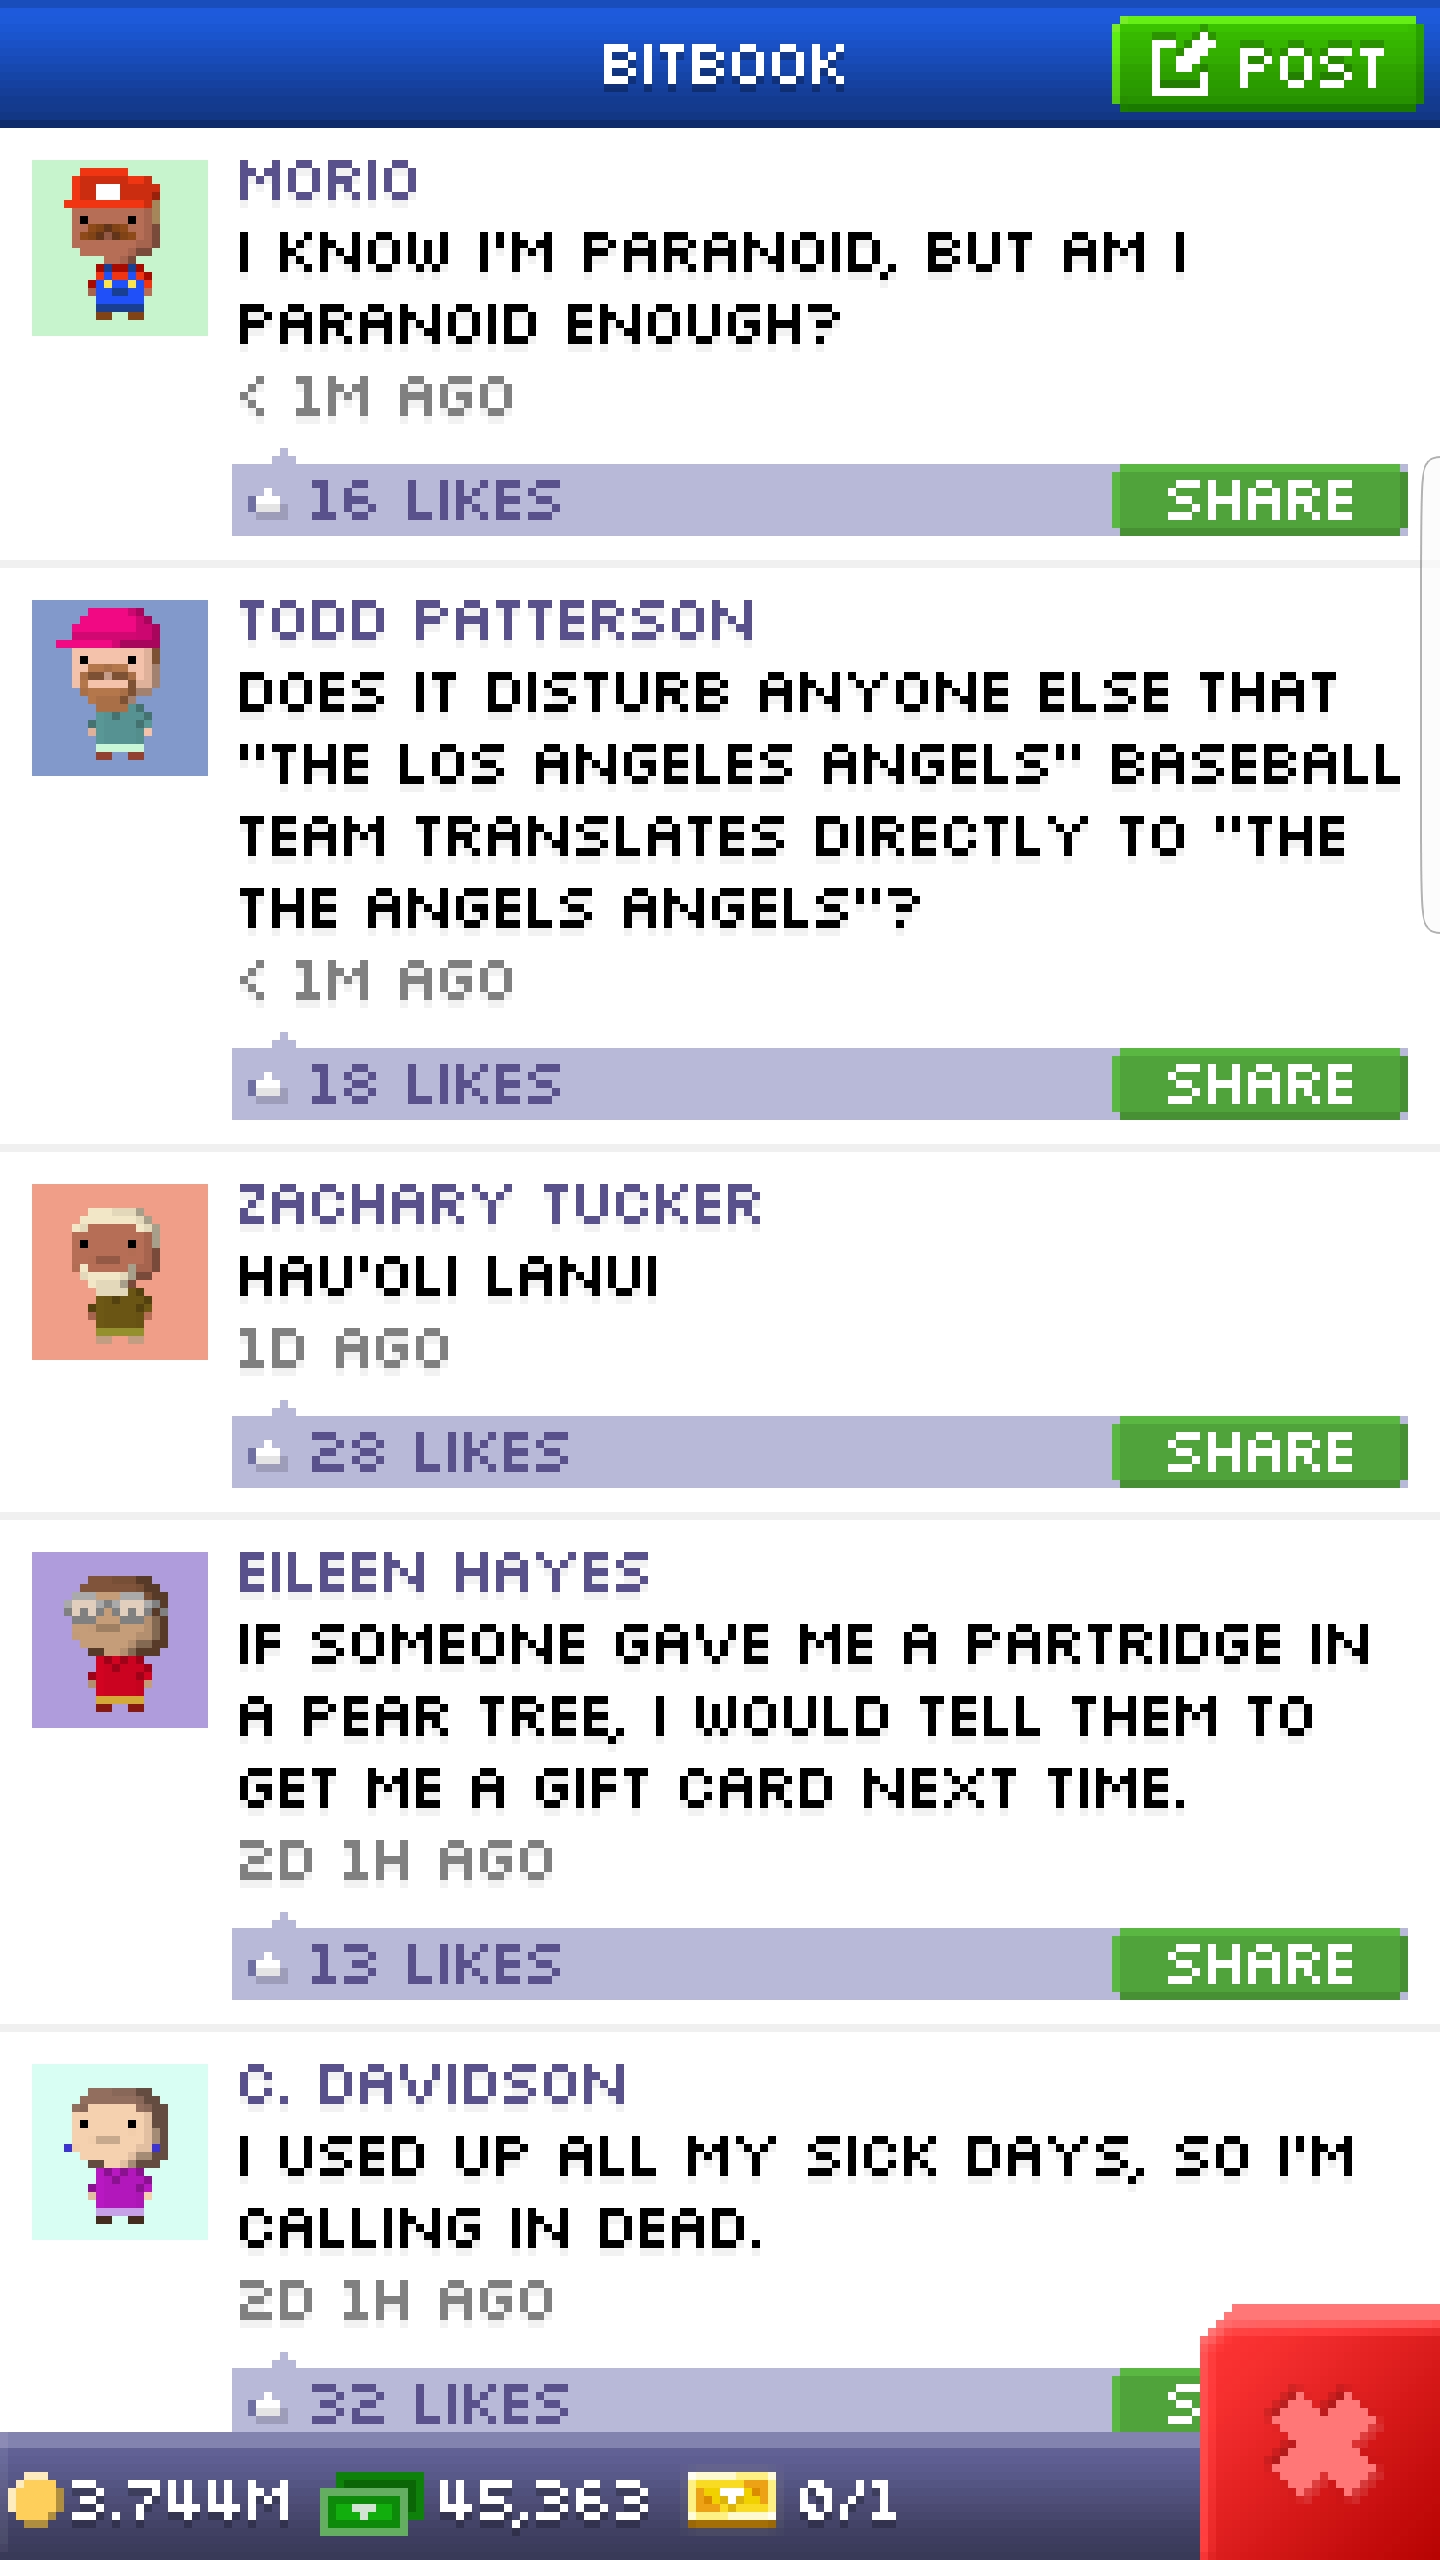 BITBOOK
POST
MORIO
I KNOW I'M PARANOID, BUT AM I
PARANOID ENOUGH?
< 1M AGO
16 LIKES
SHARE
TODD PATTERSON
DOES IT DISTURB ANYONE ELSE THAT
"THE LOS ANGELES ANGELS" BASEBALL
TEAM TRANSLATES DIRECTLY TO "THE
THE ANGELS ANGELS"?
< 1M AGO
18 LIKES
SHARE
ZACHARY TUCKER
HAU'OLI LANUI
1D AGO
28 LIKES
SHARE
EILEEN HAYES
IF SOMEONE GAVE ME A PARTRIDGE IN
A PEAR TREE, I WOULD TELL THEM TO
GET ME A GIFT CARD NEXT TIME.
2D 1H AGO
13 LIKES
SHARE
C. DAVIDSON
I USED UP ALL MY SICK DAYS, SO I'M
CALLING IN DEAD.
2D 1H AGO
32 LIKES
3.744M 45,363 0/1